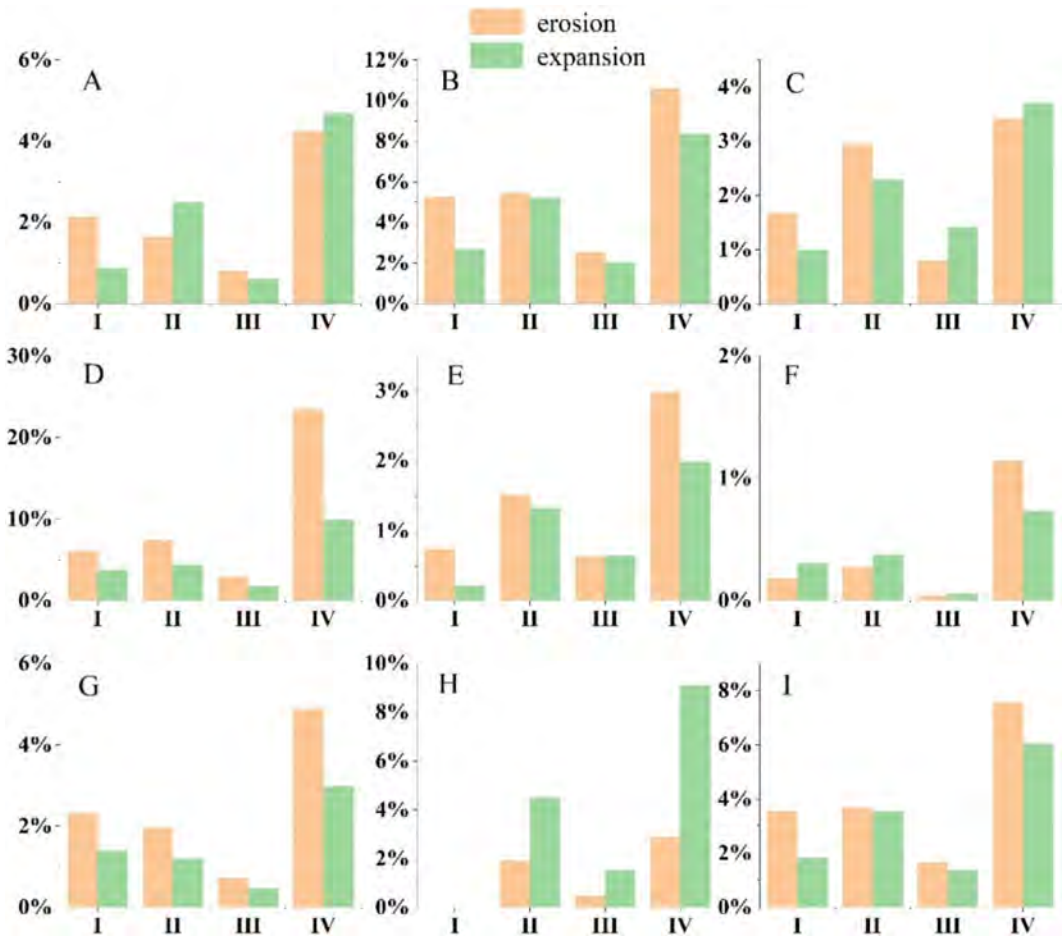 erosion
expansion
A
6%
4%
2%
0%
I II III IV
B
12%
10%
8%
6%
4%
2%
0%
I II III IV
C
4%
3%
2%
1%
0%
I II III IV
D
30%
20%
10%
0%
I II III IV
E
3%
2%
1%
0%
I II III IV
F
2%
1%
0%
I II III IV
G
6%
4%
2%
0%
I II III IV
H
10%
8%
6%
4%
2%
0%
I II III IV
I
8%
6%
4%
2%
0%
I II III IV